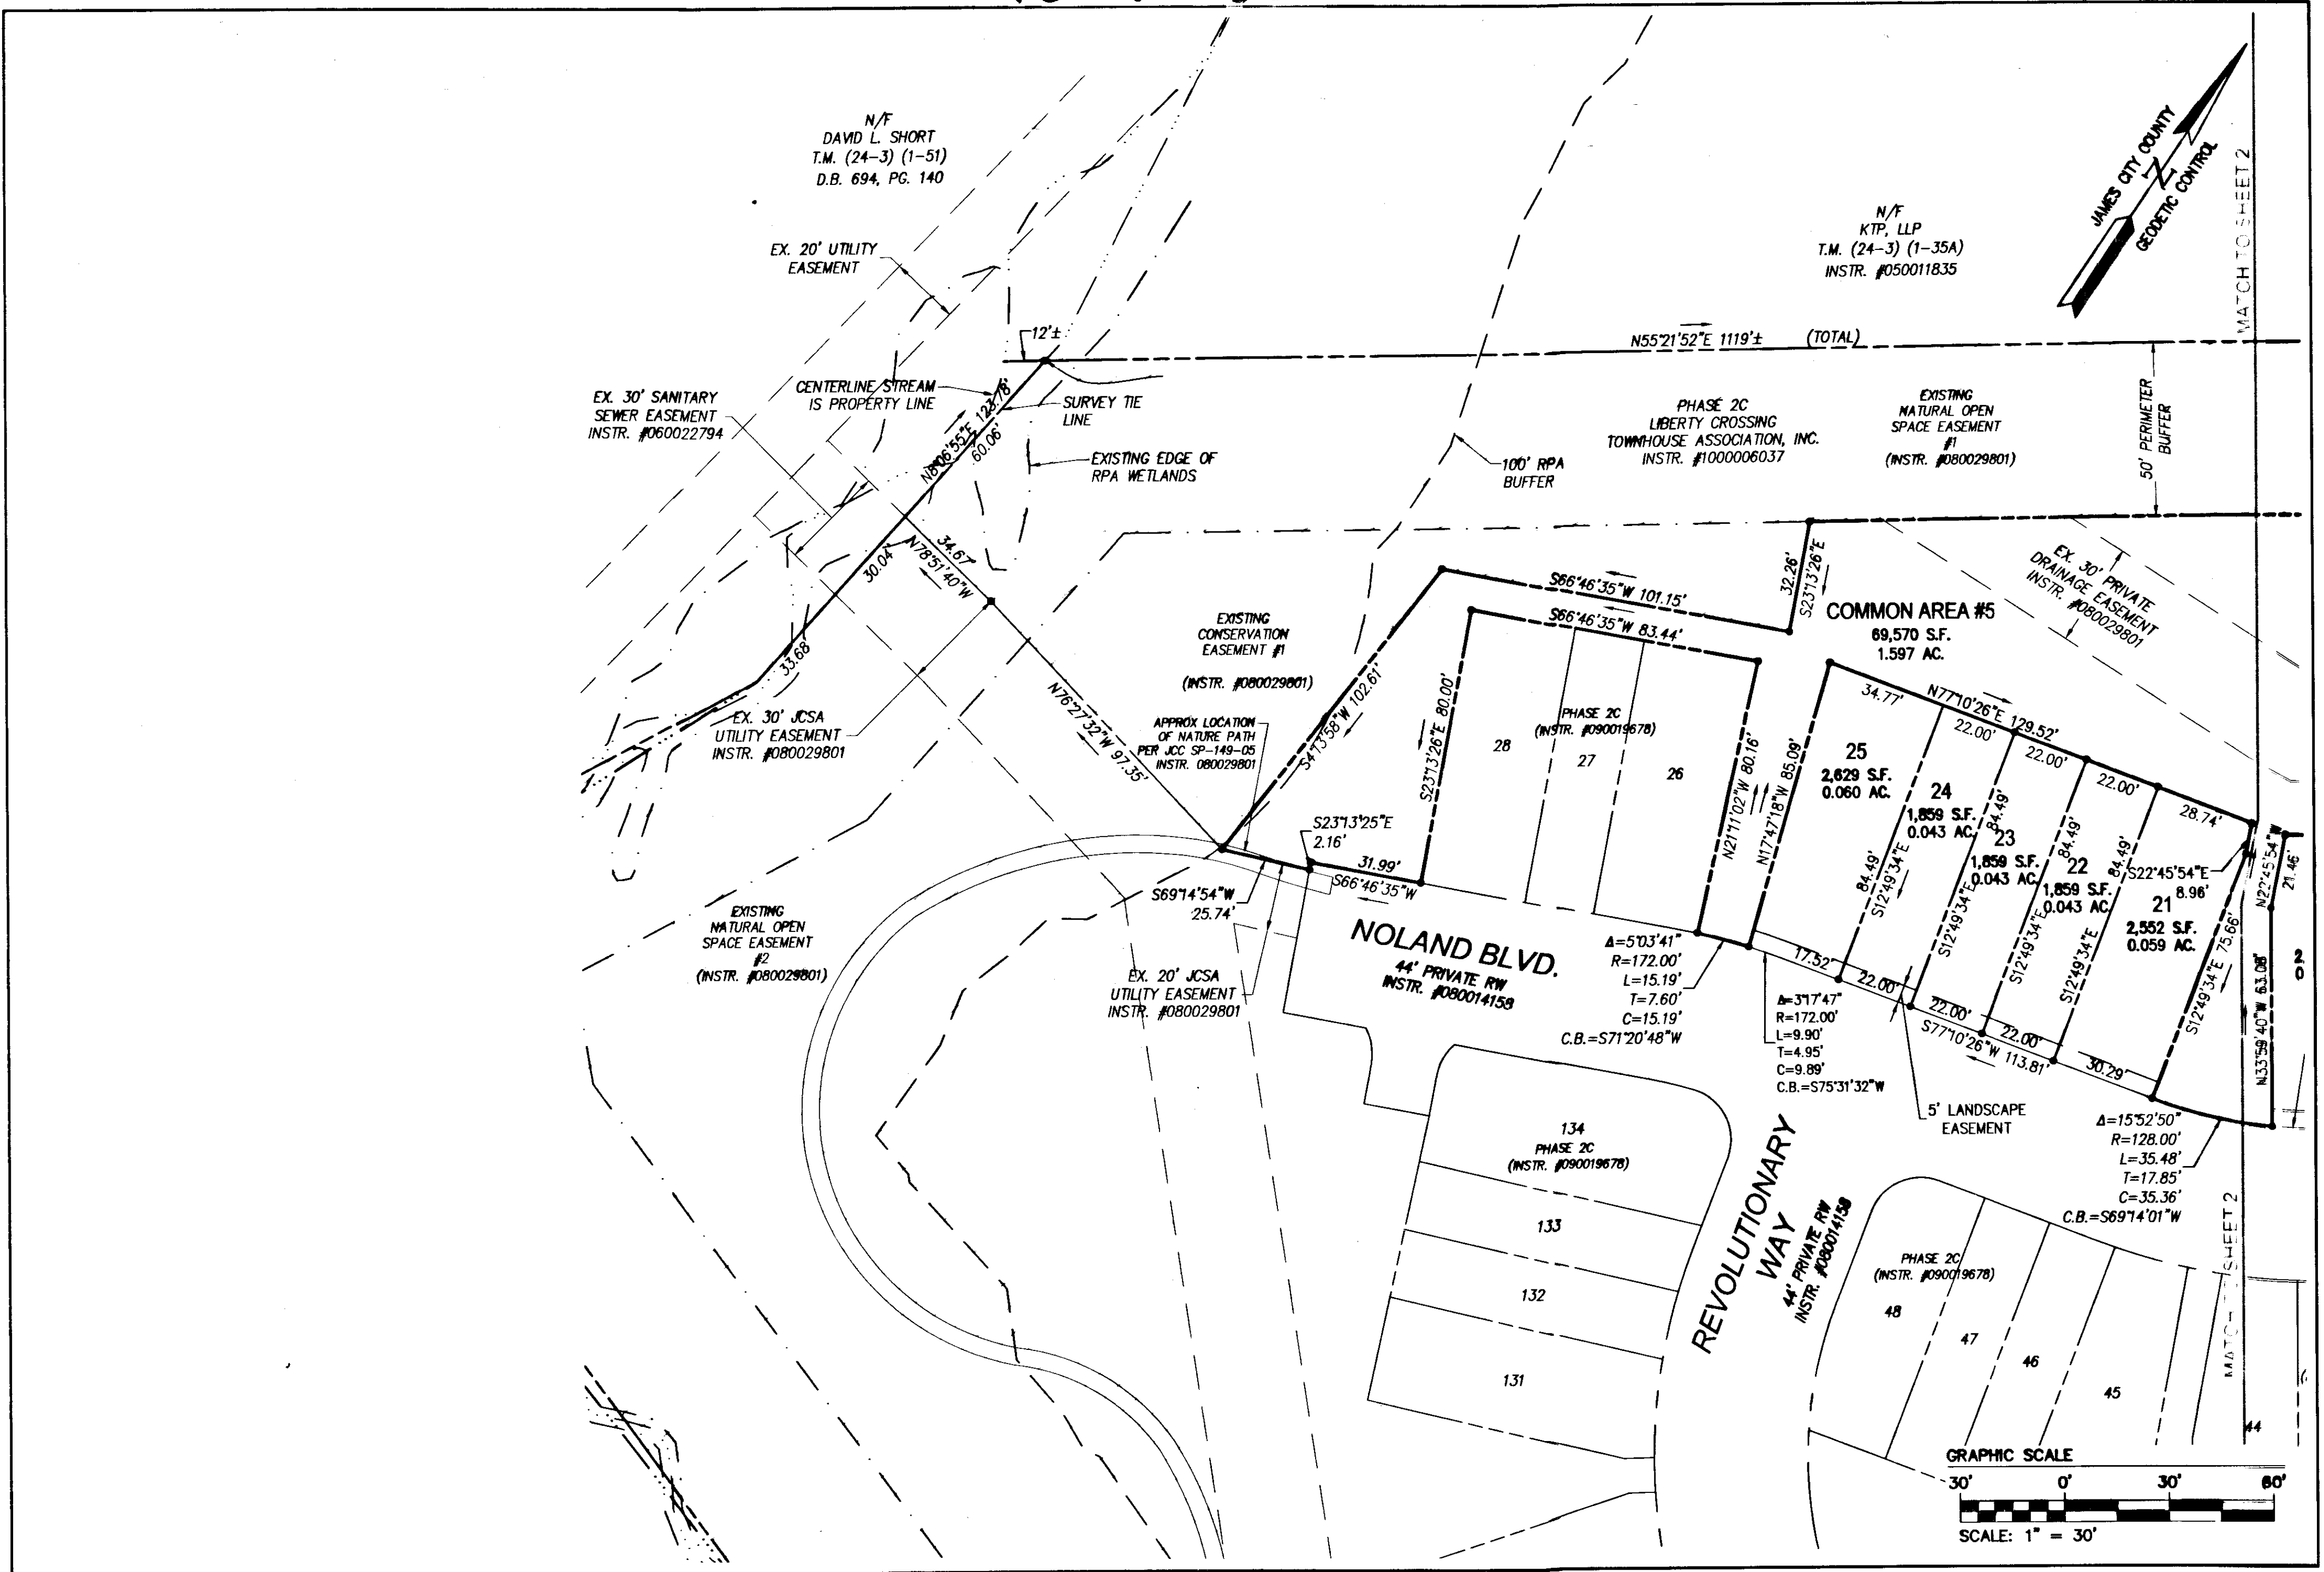 N/F
DAVID L. SHORT
T.M. (24-3) (1-51)
D.B. 694, PG. 140
EX. 20' UTILITY
EASEMENT
N/F
KTP, LLP
T.M. (24-3) (1-35A)
INSTR. #050011835
JAMES CITY COUNTY
N
GEODETIC CONTROL
MATCH TO SHEET 2
12'±
N55°21'52"E 1119'± (TOTAL)
EX. 30' SANITARY
SEWER EASEMENT
INSTR. #060022794
CENTERLINE STREAM
IS PROPERTY LINE
N8°06'55"E 123.78'
60.06'
SURVEY TIE
LINE
EXISTING EDGE OF
RPA WETLANDS
100' RPA
BUFFER
PHASE 2C
LIBERTY CROSSING
TOWNHOUSE ASSOCIATION, INC.
INSTR. #1000006037
EXISTING
NATURAL OPEN
SPACE EASEMENT
#1
(INSTR. #080029801)
50' PERIMETER
BUFFER
34.67'
N78°51'40"W
30.04'
33.68'
EX. 30' JCSA
UTILITY EASEMENT
INSTR. #080029801
N76°27'32"W 97.35'
EXISTING
CONSERVATION
EASEMENT #1
(INSTR. #080029801)
APPROX LOCATION
OF NATURE PATH
PER JCC SP-149-05
INSTR. 080029801
S4°13'58"W 102.61'
S66°46'35"W 101.15'
32.26'
S23°13'26"E
S66°46'35"W 83.44'
S23°13'26"E 80.00'
COMMON AREA #5
69,570 S.F.
1.597 AC.
EX. 30' PRIVATE
DRAINAGE EASEMENT
INSTR. #080029801
28
PHASE 2C
(INSTR. #090019678)
27
26
N21°11'02"W 80.16'
N17°47'18"W 85.09'
34.77'
N77°10'26"E 129.52'
22.00'
22.00'
22.00'
28.74'
25
2,629 S.F.
0.060 AC.
84.49'
S12°49'34"E
24
1,859 S.F.
0.043 AC.
84.49'
S12°49'34"E
23
1,859 S.F.
0.043 AC.
84.49'
S12°49'34"E
22
1,859 S.F.
0.043 AC.
84.49'
S12°49'34"E
21
2,552 S.F.
0.059 AC.
S22°45'54"E
8.96'
S12°49'34"E 75.66'
N22°45'54"W
21.46'
N33°59'40"W 63.08'
20
S23°13'25"E
2.16'
31.99'
S66°46'35"W
S69°14'54"W
25.74'
EXISTING
NATURAL OPEN
SPACE EASEMENT
#2
(INSTR. #080029801)
EX. 20' JCSA
UTILITY EASEMENT
INSTR. #080029801
NOLAND BLVD.
44' PRIVATE RW
INSTR. #080014158
Δ=5°03'41"
R=172.00'
L=15.19'
T=7.60'
C=15.19'
C.B.=S71°20'48"W
Δ=3°17'47"
R=172.00'
L=9.90'
T=4.95'
C=9.89'
C.B.=S75°31'32"W
17.52'
22.00'
22.00'
22.00'
30.29'
S77°10'26"W 113.81'
5' LANDSCAPE
EASEMENT
Δ=15°52'50"
R=128.00'
L=35.48'
T=17.85'
C=35.36'
C.B.=S69°14'01"W
134
PHASE 2C
(INSTR. #090019678)
133
132
131
REVOLUTIONARY
WAY
44' PRIVATE RW
INSTR. #080014158
PHASE 2C
(INSTR. #090019678)
48
47
46
45
44
MATCH TO SHEET 2
GRAPHIC SCALE
30' 0' 30' 60'
SCALE: 1" = 30'